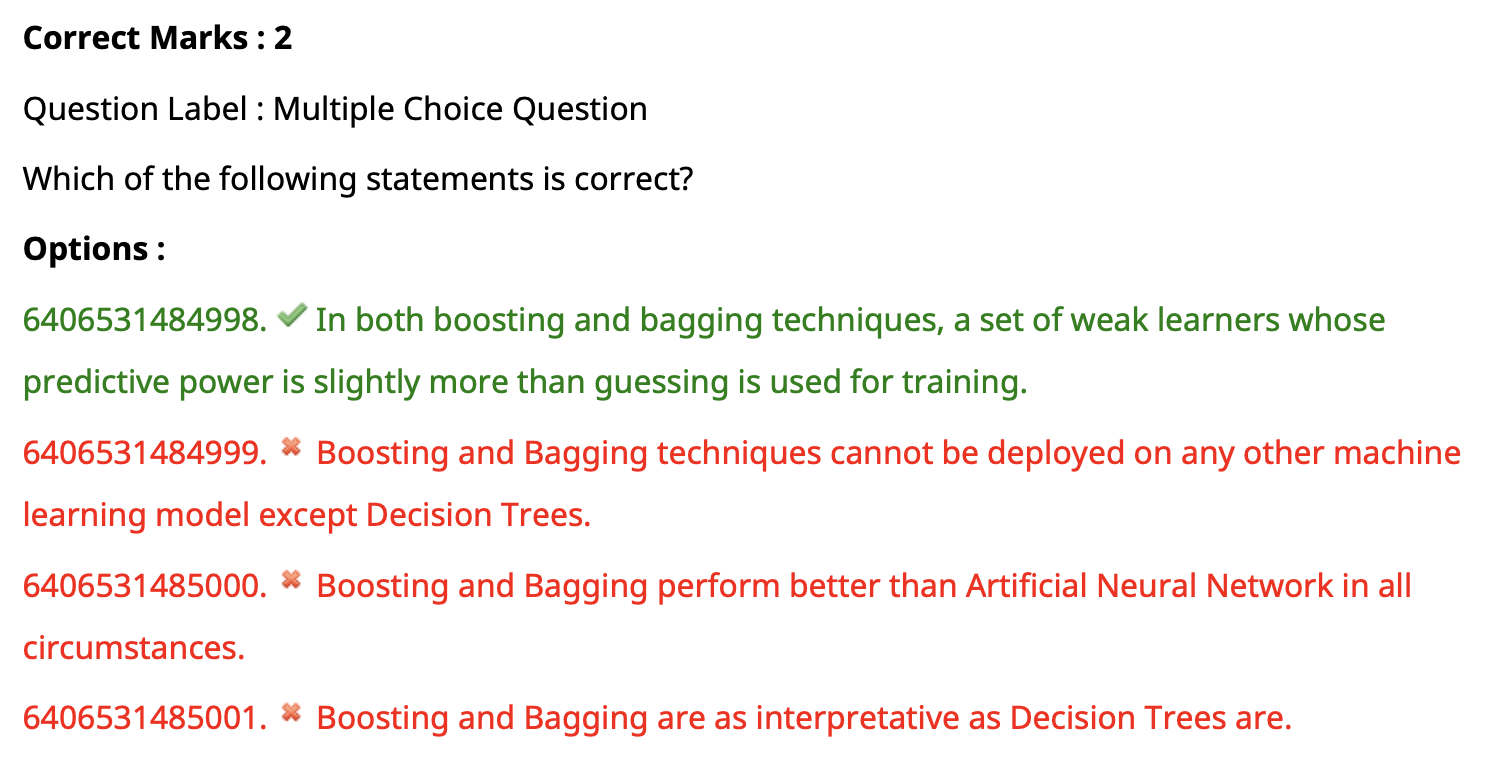 Correct Marks : 2
Question Label : Multiple Choice Question
Which of the following statements is correct?
Options :
6406531484998. ✔ In both boosting and bagging techniques, a set of weak learners whose
predictive power is slightly more than guessing is used for training.
6406531484999. ✖ Boosting and Bagging techniques cannot be deployed on any other machine
learning model except Decision Trees.
6406531485000. ✖ Boosting and Bagging perform better than Artificial Neural Network in all
circumstances.
6406531485001. ✖ Boosting and Bagging are as interpretative as Decision Trees are.